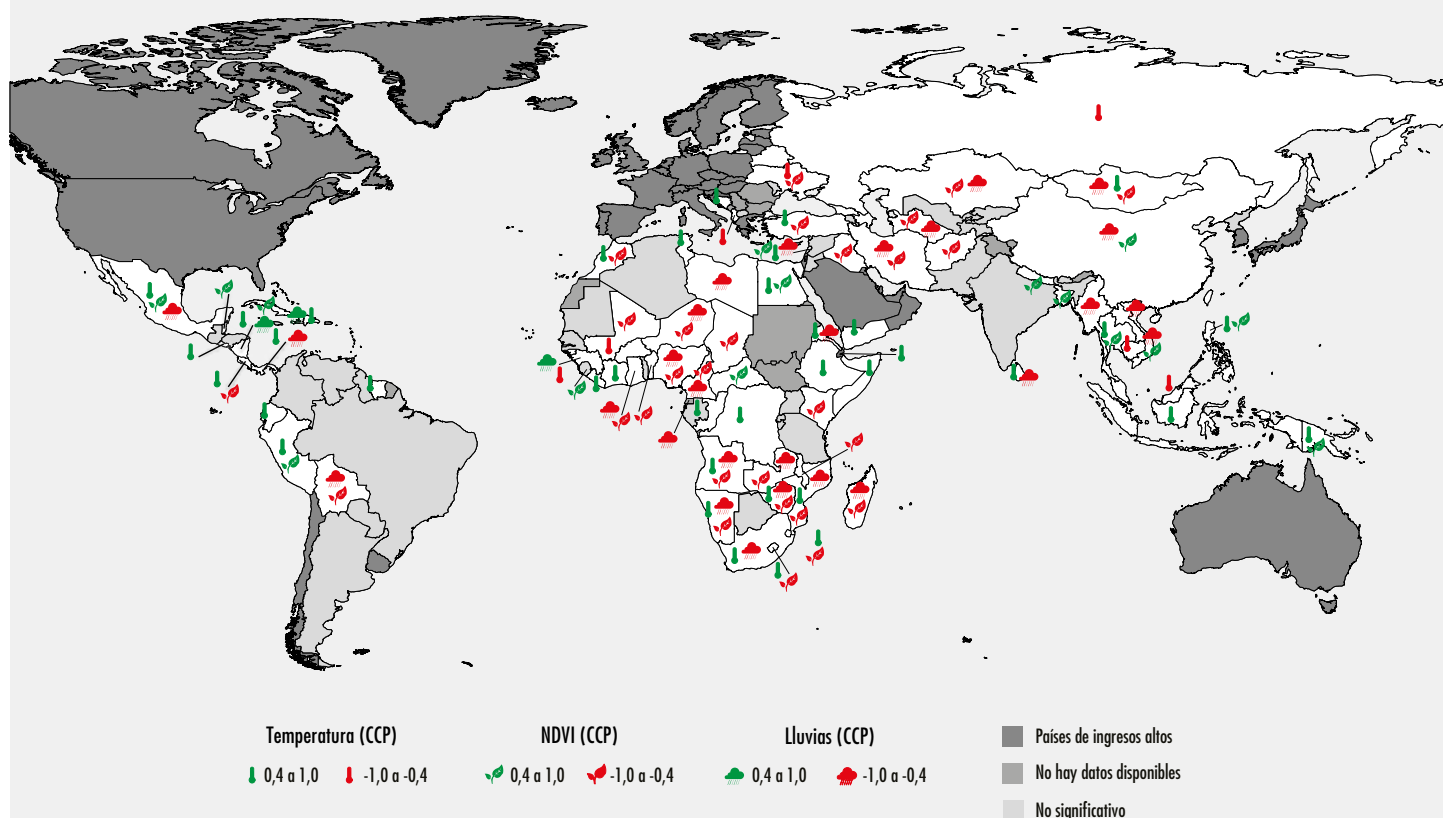 Temperatura (CCP)
0,4 a 1,0 -1,0 a -0,4
NDVI (CCP)
0,4 a 1,0 -1,0 a -0,4
Lluvias (CCP)
0,4 a 1,0 -1,0 a -0,4
Países de ingresos altos
No hay datos disponibles
No significativo